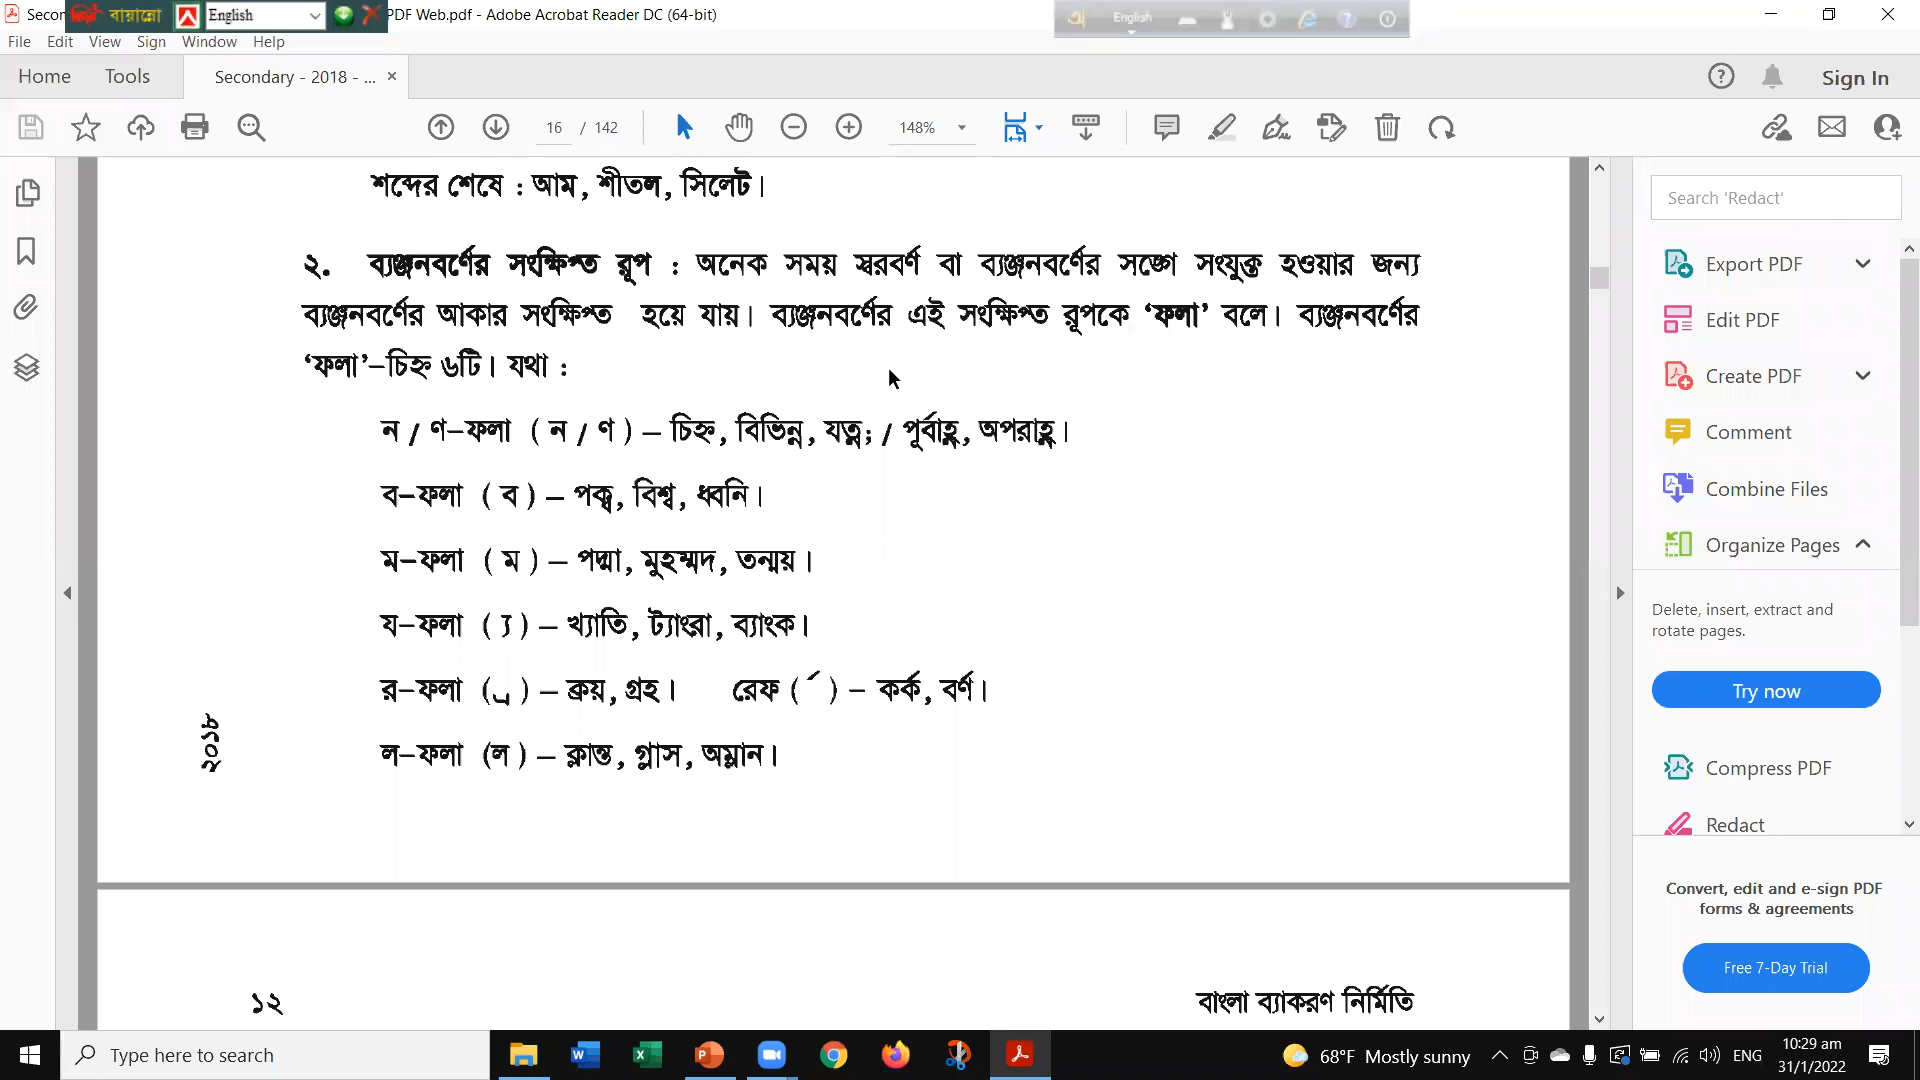 Secon
বায়ান্নো
English
PDF Web.pdf - Adobe Acrobat Reader DC (64-bit)
English
File Edit View Sign Window Help
Home Tools Secondary - 2018 - ... × Sign In
16 / 142 148%
শব্দের শেষে : আম, শীতল, সিলেট।
২. ব্যঞ্জনবর্ণের সংক্ষিপ্ত রূপ : অনেক সময় স্বরবর্ণ বা ব্যঞ্জনবর্ণের সঙ্গে সংযুক্ত হওয়ার জন্য
ব্যঞ্জনবর্ণের আকার সংক্ষিপ্ত হয়ে যায়। ব্যঞ্জনবর্ণের এই সংক্ষিপ্ত রূপকে ‘ফলা’ বলে। ব্যঞ্জনবর্ণের
‘ফলা’–চিহ্ন ৬টি। যথা :
ন / ণ–ফলা ( ন / ণ ) – চিহ্ন, বিভিন্ন, যত্ন; / পূর্বাহ্ণ, অপরাহ্ণ।
ব–ফলা ( ব ) – পক্ব, বিশ্ব, ধ্বনি।
ম–ফলা ( ম ) – পদ্মা, মুহম্মদ, তন্ময়।
য–ফলা ( ্য ) – খ্যাতি, ট্যাংরা, ব্যাংক।
র–ফলা ( ্র ) – ক্রয়, গ্রহ। রেফ ( র্ ) – কর্ক, বর্ণ।
ল–ফলা (ল ) – ক্লান্ত, গ্লাস, অম্লান।
২০১৮
১২ বাংলা ব্যাকরণ নির্মিতি
Search 'Redact'
Export PDF
Edit PDF
Create PDF
Comment
Combine Files
Organize Pages
Delete, insert, extract and
rotate pages.
Try now
Compress PDF
Redact
Convert, edit and e-sign PDF
forms & agreements
Free 7-Day Trial
Type here to search
68°F Mostly sunny ENG
10:29 am
31/1/2022